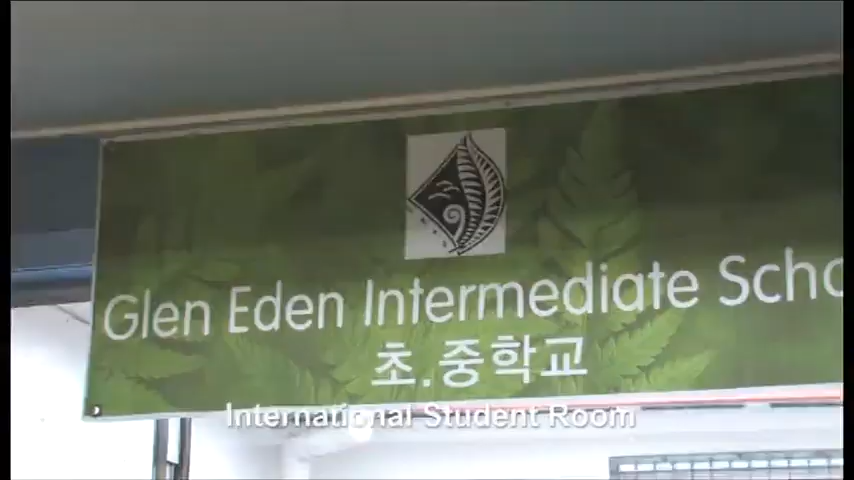 Glen Eden Intermediate Scho
초.중학교
International Student Room